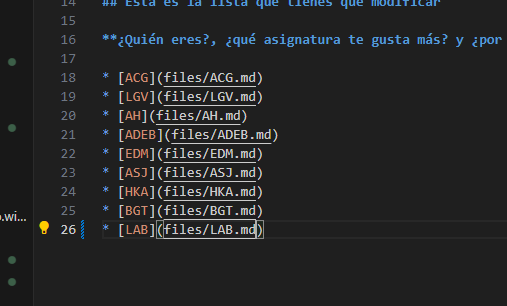 14 ## Esta es la lista que tienes que modificar
15
16 **¿Quién eres?, ¿qué asignatura te gusta más? y ¿por
17
18 * [ACG](files/ACG.md)
19 * [LGV](files/LGV.md)
20 * [AH](files/AH.md)
21 * [ADEB](files/ADEB.md)
22 * [EDM](files/EDM.md)
23 * [ASJ](files/ASJ.md)
24 * [HKA](files/HKA.md)
25 * [BGT](files/BGT.md)
o.wi... 26 * [LAB](files/LAB.md)